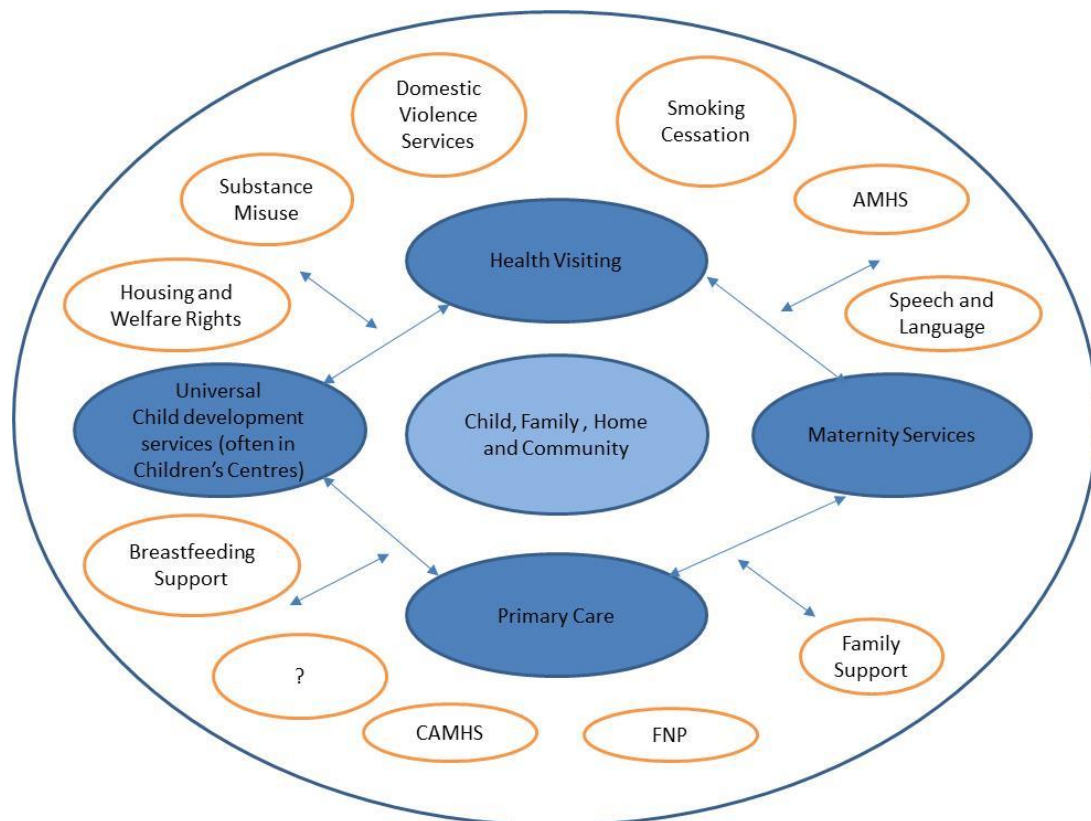 Domestic
Violence
Services
Smoking
Cessation
Substance
Misuse
AMHS
Health Visiting
Housing and
Welfare Rights
Speech and
Language
Universal
Child development
services (often in
Children's Centres)
Child, Family , Home
and Community
Maternity Services
Breastfeeding
Support
Primary Care
Family
Support
?
CAMHS
FNP